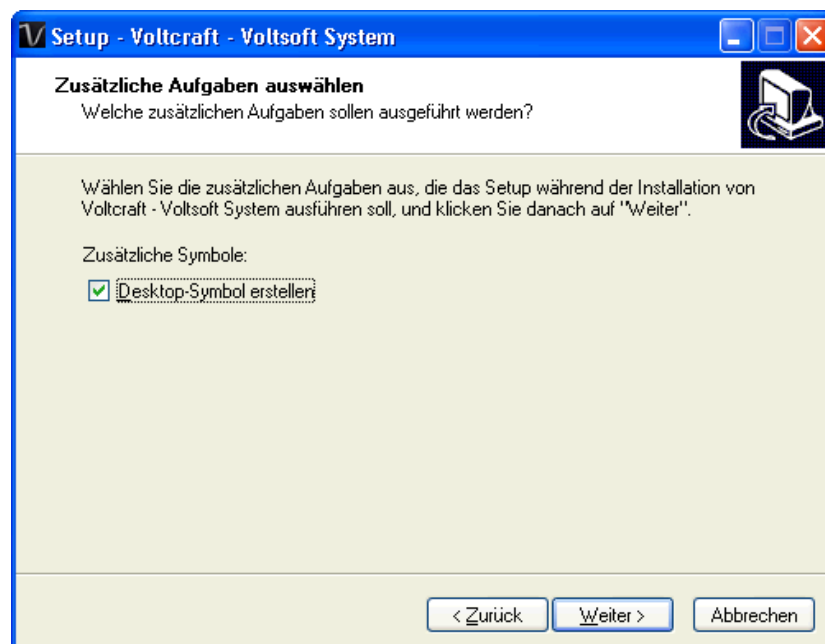 Setup - Voltcraft - Voltsoft System
Zusätzliche Aufgaben auswählen
Welche zusätzlichen Aufgaben sollen ausgeführt werden?
Wählen Sie die zusätzlichen Aufgaben aus, die das Setup während der Installation von
Voltcraft - Voltsoft System ausführen soll, und klicken Sie danach auf "Weiter".
Zusätzliche Symbole:
Desktop-Symbol erstellen
< Zurück Weiter > Abbrechen